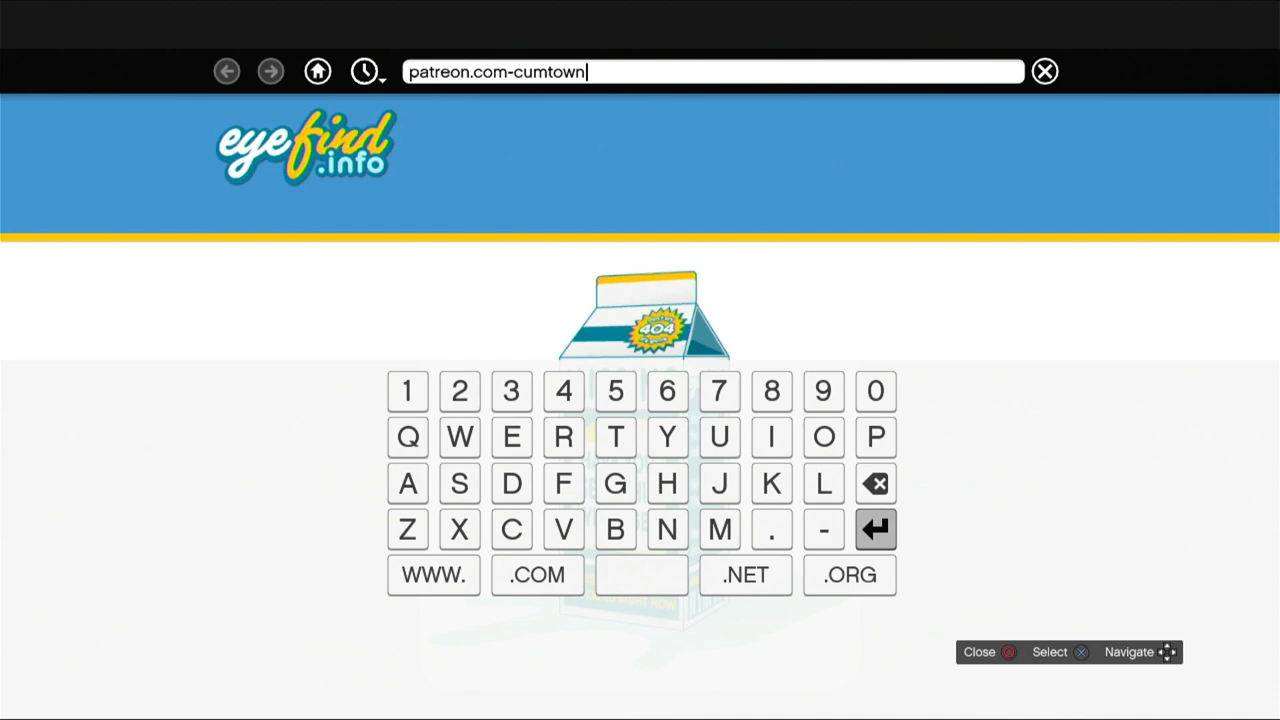 patreon.com-cumtown
eyefind
.info
404
1 2 3 4 5 6 7 8 9 0
Q W E R T Y U I O P
A S D F G H J K L
Z X C V B N M . -
WWW. .COM .NET .ORG
Close Select Navigate